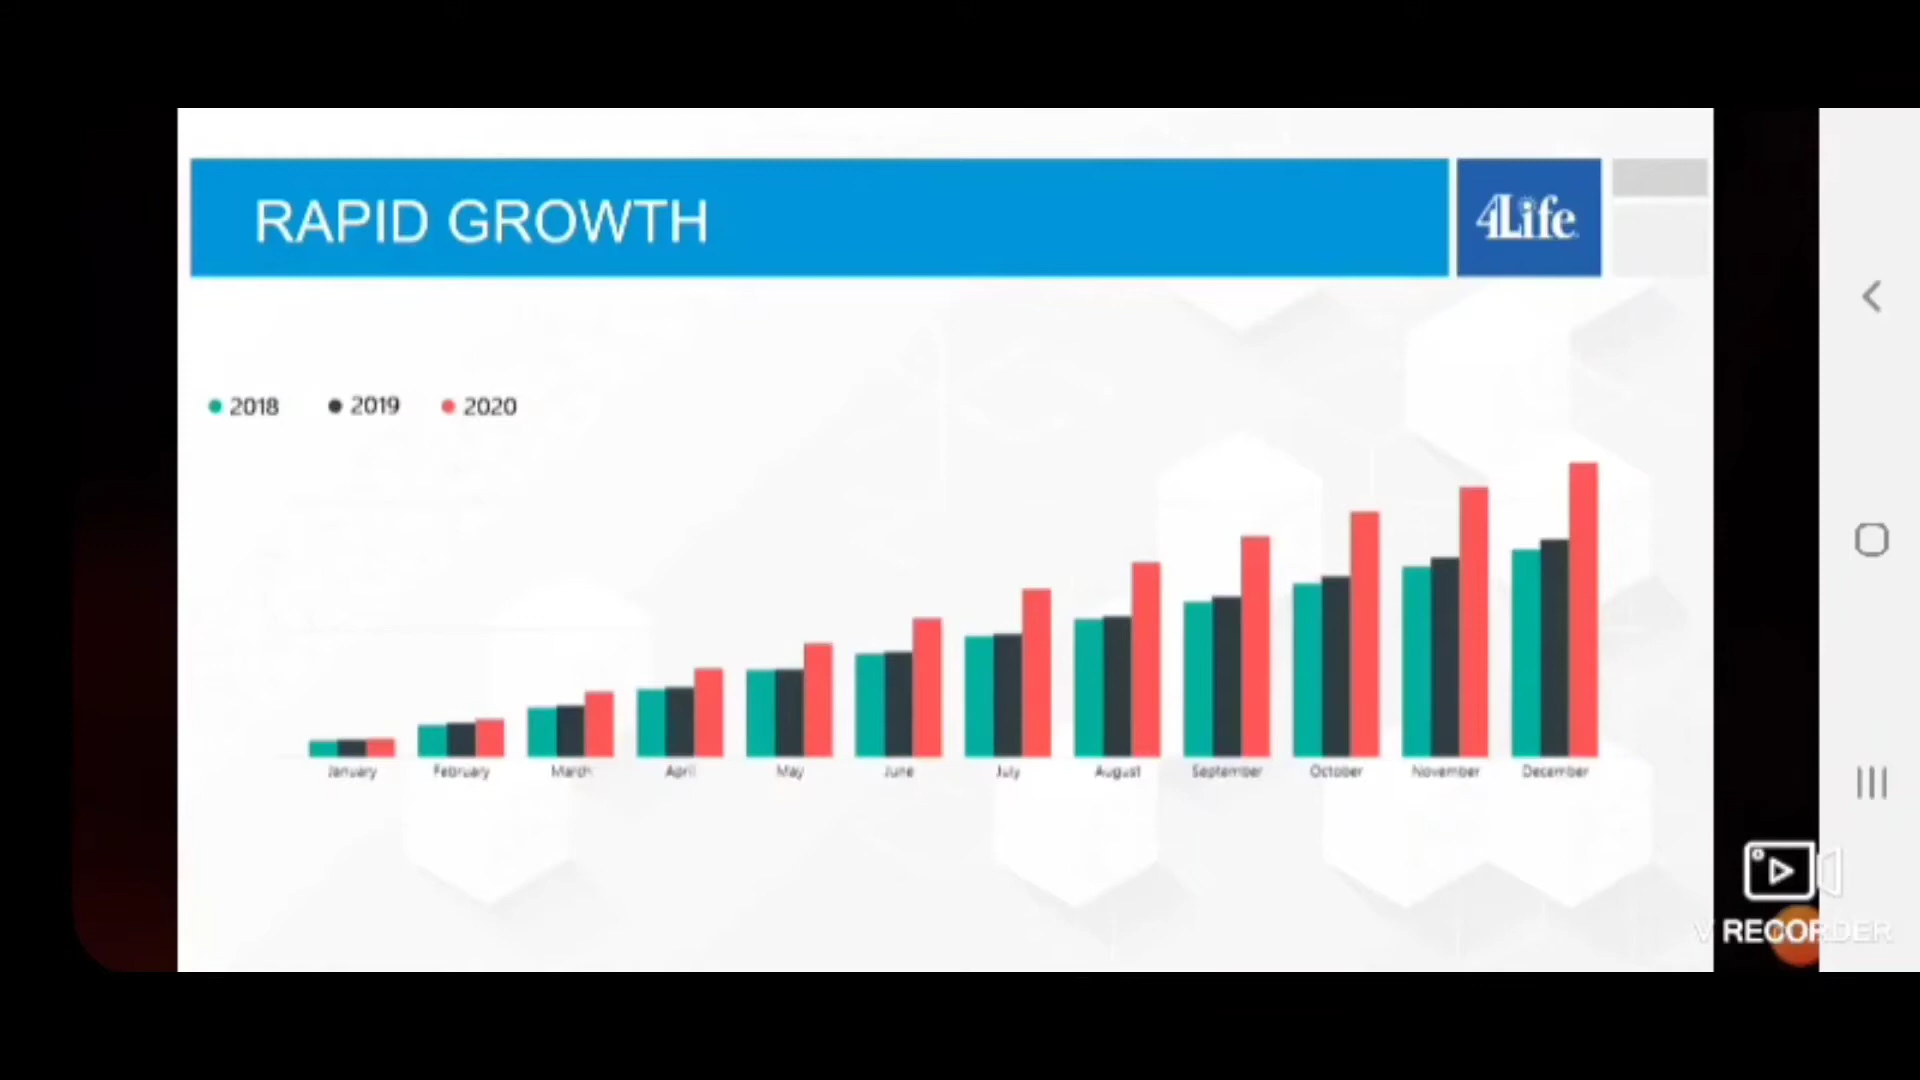 RAPID GROWTH
4Life
2018 2019 2020
January February March April May June July August September October November December
V RECORDER